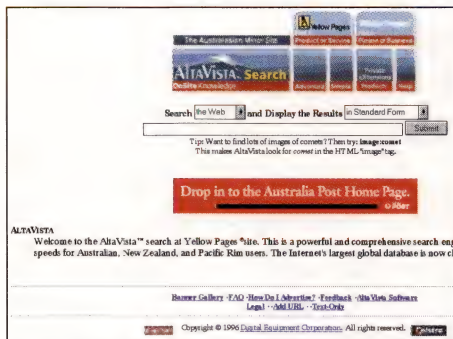 Yellow Pages
The Australasian Mirror Site
Product or Service
Person or Business
ALTAVISTA Search
OnSite Knowledge
Advanced
Simple
Private eXtensions Products
Help
Search the Web and Display the Results in Standard Form
Submit
Tip: Want to find lots of images of comets? Then try: image:comet
This makes AltaVista look for comet in the HTML "image" tag.
Drop in to the Australia Post Home Page.
ALTAVISTA
Welcome to the AltaVista™ search at Yellow Pages ®site. This is a powerful and comprehensive search eng
speeds for Australian, New Zealand, and Pacific Rim users. The Internet's largest global database is now cl
Banner Gallery · FAQ · How Do I Advertise? · Feedback · AltaVista Software
Legal · · Add URL · · Text-Only
Copyright © 1996 Digital Equipment Corporation. All rights reserved.